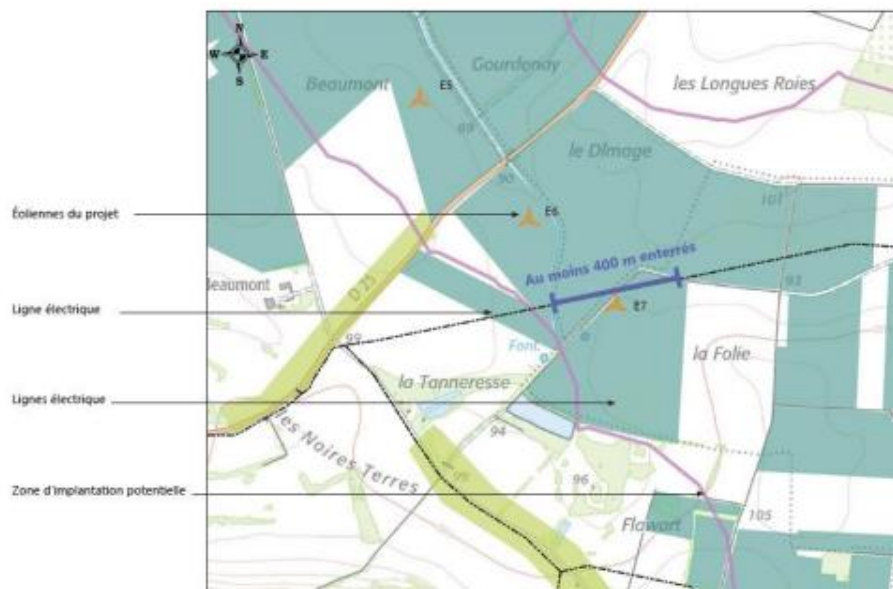 N
W E
S
Beaumont
Gourdonay
E5
les Longues Raies
89
le Dîmage
90
101
Éoliennes du projet
E6
Au moins 400 m enterrés
Beaumont
D 25
93
Ligne électrique
E7
99
Font.
la Folie
la Tanneresse
Lignes électrique
les Noires Terres
94
Zone d'implantation potentielle
96
Flawart
105